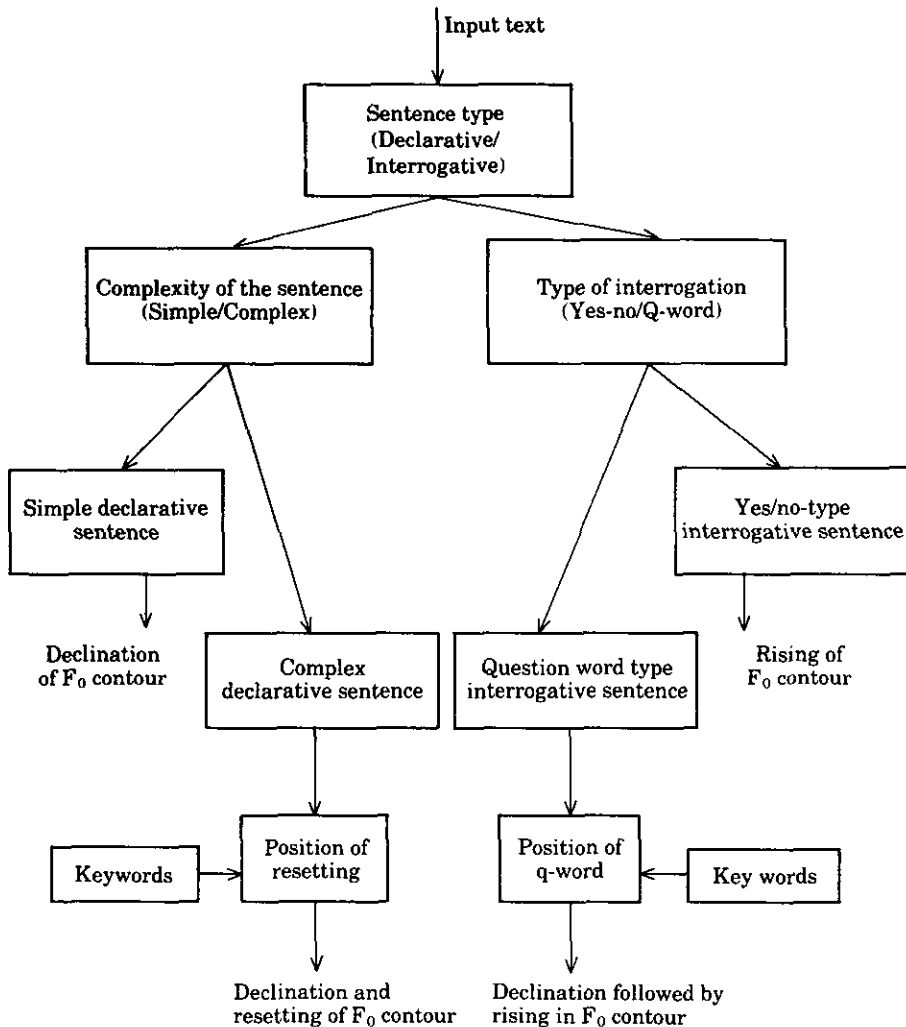 Input text
Sentence type
(Declarative/
Interrogative)
Complexity of the sentence
(Simple/Complex)
Type of interrogation
(Yes-no/Q-word)
Simple declarative
sentence
Yes/no-type
interrogative sentence
Declination
of F₀ contour
Complex
declarative sentence
Question word type
interrogative sentence
Rising of
F₀ contour
Keywords
Position of
resetting
Position of
q-word
Key words
Declination and
resetting of F₀ contour
Declination followed by
rising in F₀ contour